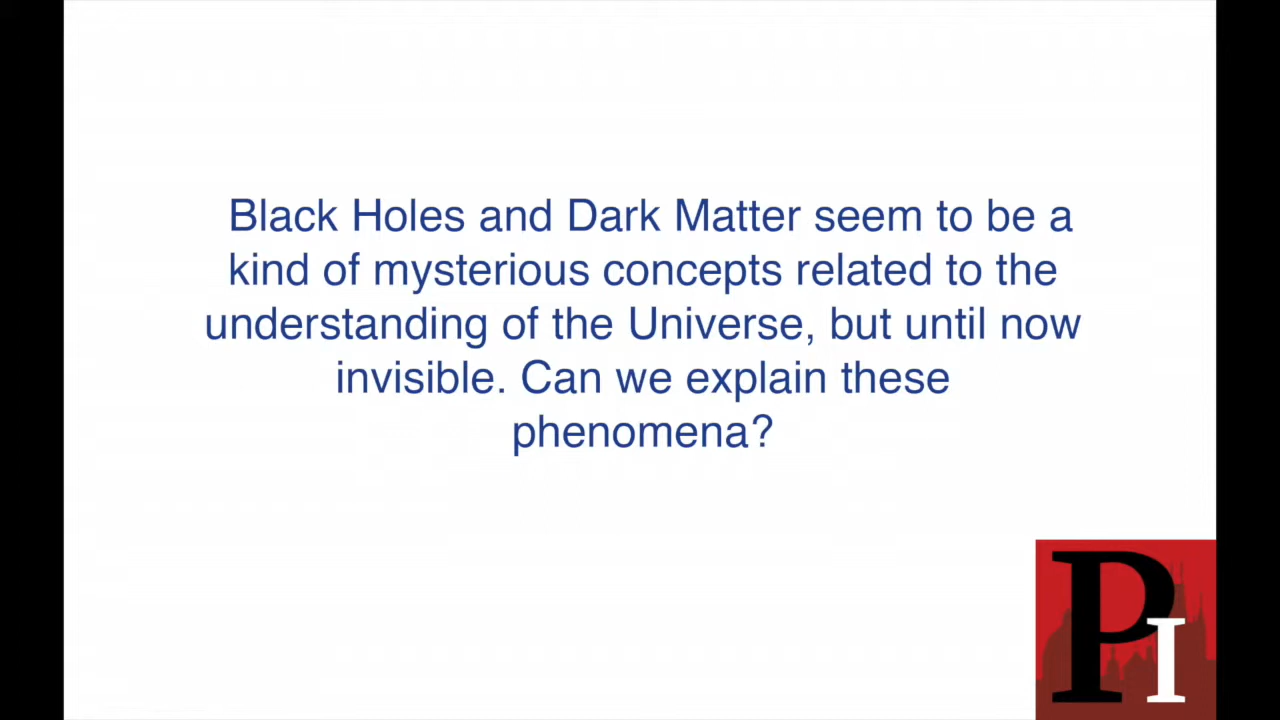 Black Holes and Dark Matter seem to be a
kind of mysterious concepts related to the
understanding of the Universe, but until now
invisible. Can we explain these
phenomena?
PI